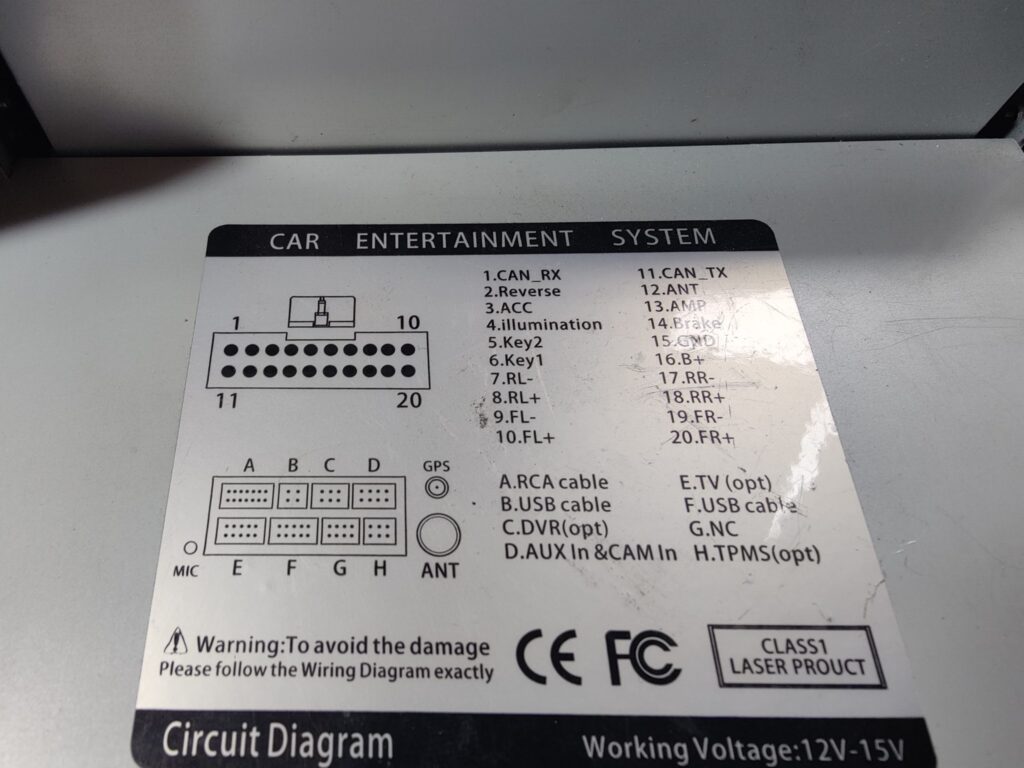 CAR ENTERTAINMENT SYSTEM
1 10
11 20
1.CAN_RX 11.CAN_TX
2.Reverse 12.ANT
3.ACC 13.AMP
4.illumination 14.Brake
5.Key2 15.GND
6.Key1 16.B+
7.RL- 17.RR-
8.RL+ 18.RR+
9.FL- 19.FR-
10.FL+ 20.FR+
A B C D GPS
MIC E F G H ANT
A.RCA cable E.TV (opt)
B.USB cable F.USB cable
C.DVR(opt) G.NC
D.AUX In &CAM In H.TPMS(opt)
Warning:To avoid the damage
Please follow the Wiring Diagram exactly
CE FC
CLASS1
LASER PROUCT
Circuit Diagram Working Voltage:12V-15V